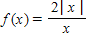 f(x) = 2|x| / x